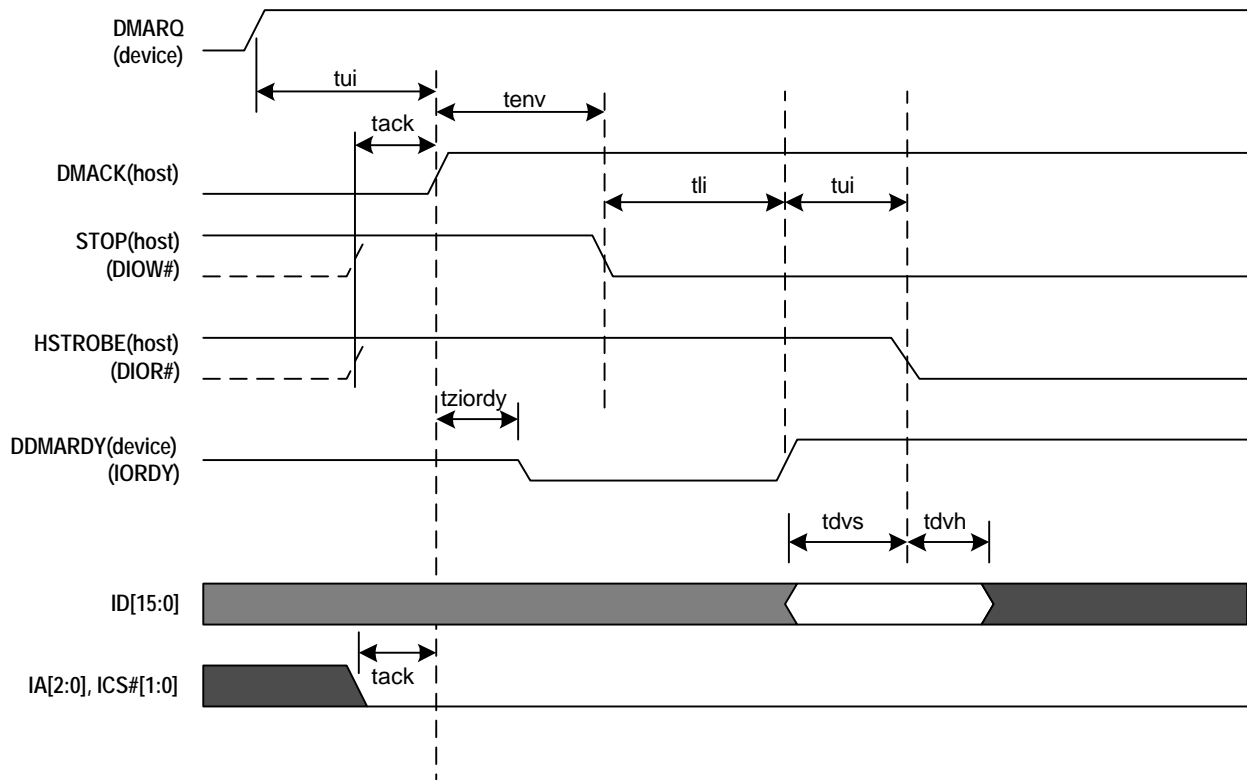 DMARQ
(device)
tui
tenv
tack
DMACK(host)
tli
tui
STOP(host)
(DIOW#)
HSTROBE(host)
(DIOR#)
tziordy
DDMARDY(device)
(IORDY)
tdvs
tdvh
ID[15:0]
tack
IA[2:0], ICS#[1:0]